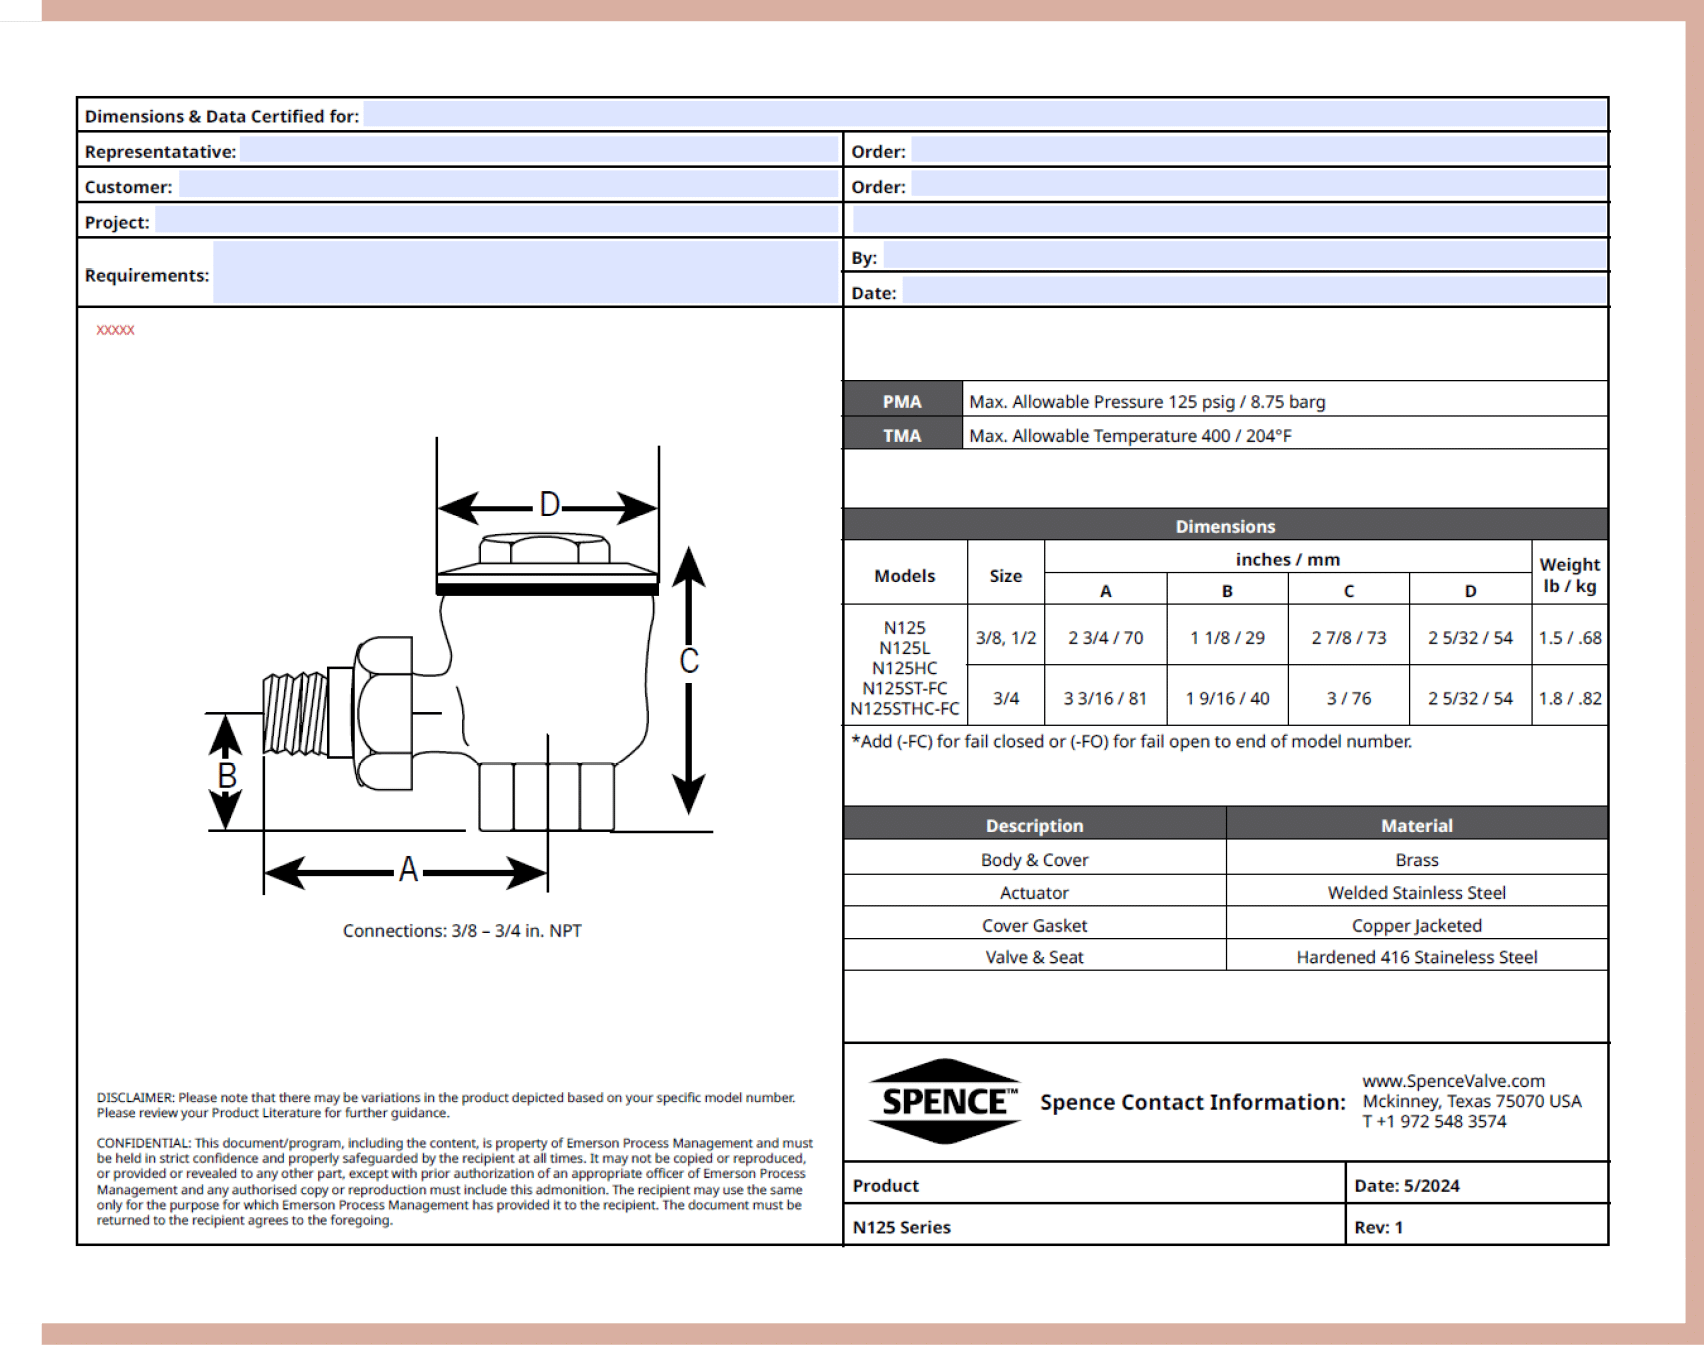 Dimensions & Data Certified for:
Representatative:
Order:
Customer:
Order:
Project:
Requirements:
By:
Date:
xxxxx
D
C
B
A
Connections: 3/8 – 3/4 in. NPT
DISCLAIMER: Please note that there may be variations in the product depicted based on your specific model number.
Please review your Product Literature for further guidance.
CONFIDENTIAL: This document/program, including the content, is property of Emerson Process Management and must
be held in strict confidence and properly safeguarded by the recipient at all times. It may not be copied or reproduced,
or provided or revealed to any other part, except with prior authorization of an appropriate officer of Emerson Process
Management and any authorised copy or reproduction must include this admonition. The recipient may use the same
only for the purpose for which Emerson Process Management has provided it to the recipient. The document must be
returned to the recipient agrees to the foregoing.
PMA Max. Allowable Pressure 125 psig / 8.75 barg
TMA Max. Allowable Temperature 400 / 204°F
Dimensions
Models Size inches / mm Weight
lb / kg
A B C D
N125
N125L
N125HC
N125ST-FC
N125STHC-FC
3/8, 1/2 2 3/4 / 70 1 1/8 / 29 2 7/8 / 73 2 5/32 / 54 1.5 / .68
3/4 3 3/16 / 81 1 9/16 / 40 3 / 76 2 5/32 / 54 1.8 / .82
*Add (-FC) for fail closed or (-FO) for fail open to end of model number.
Description Material
Body & Cover Brass
Actuator Welded Stainless Steel
Cover Gasket Copper Jacketed
Valve & Seat Hardened 416 Staineless Steel
SPENCE™
Spence Contact Information:
www.SpenceValve.com
Mckinney, Texas 75070 USA
T +1 972 548 3574
Product Date: 5/2024
N125 Series Rev: 1